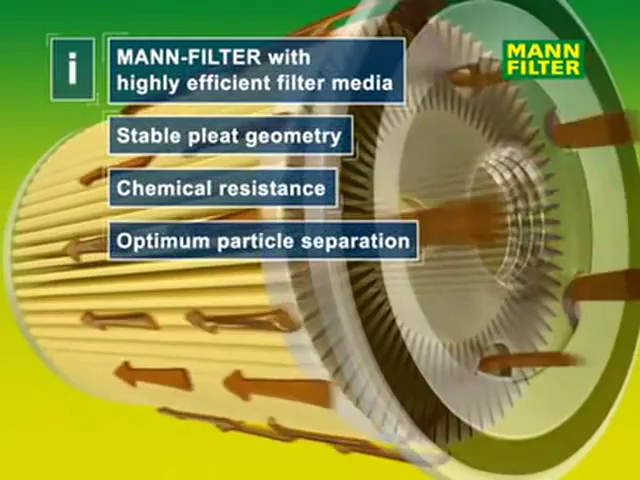 i
MANN-FILTER with
highly efficient filter media
Stable pleat geometry
Chemical resistance
Optimum particle separation
MANN
FILTER